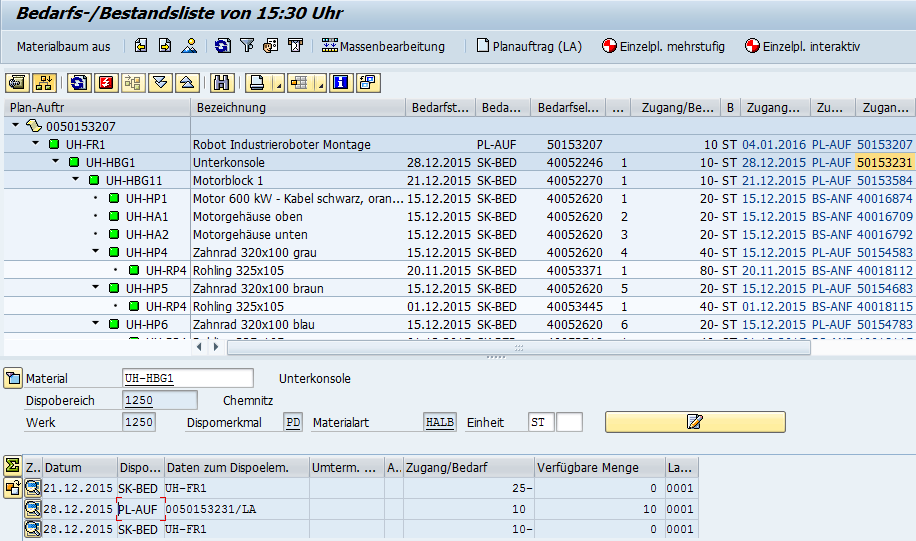 Bedarfs-/Bestandsliste von 15:30 Uhr
Materialbaum aus Massenbearbeitung Planauftrag (LA) Einzelpl. mehrstufig Einzelpl. interaktiv
Plan-Auftr Bezeichnung Bedarfst... Beda... Bedarfsel... ... Zugang/Be... B Zugang... Zu... Zugan...
0050153207
UH-FR1 Robot Industrieroboter Montage PL-AUF 50153207 10 ST 04.01.2016 PL-AUF 50153207
UH-HBG1 Unterkonsole 28.12.2015 SK-BED 40052246 1 10- ST 28.12.2015 PL-AUF 50153231
UH-HBG11 Motorblock 1 21.12.2015 SK-BED 40052270 1 10- ST 21.12.2015 PL-AUF 50153584
UH-HP1 Motor 600 kW - Kabel schwarz, oran... 15.12.2015 SK-BED 40052620 1 20- ST 15.12.2015 BS-ANF 40016874
UH-HA1 Motorgehäuse oben 15.12.2015 SK-BED 40052620 2 20- ST 15.12.2015 BS-ANF 40016709
UH-HA2 Motorgehäuse unten 15.12.2015 SK-BED 40052620 3 20- ST 15.12.2015 BS-ANF 40016792
UH-HP4 Zahnrad 320x100 grau 15.12.2015 SK-BED 40052620 4 40- ST 15.12.2015 PL-AUF 50154583
UH-RP4 Rohling 325x105 20.11.2015 SK-BED 40053371 1 80- ST 20.11.2015 BS-ANF 40018112
UH-HP5 Zahnrad 320x100 braun 15.12.2015 SK-BED 40052620 5 20- ST 15.12.2015 PL-AUF 50154683
UH-RP4 Rohling 325x105 01.12.2015 SK-BED 40053445 1 40- ST 01.12.2015 BS-ANF 40018115
UH-HP6 Zahnrad 320x100 blau 15.12.2015 SK-BED 40052620 6 20- ST 15.12.2015 PL-AUF 50154783
Material UH-HBG1 Unterkonsole
Dispobereich 1250 Chemnitz
Werk 1250 Dispomerkmal PD Materialart HALB Einheit ST
Z.. Datum Dispo... Daten zum Dispoelem. Umterm. ... A.. Zugang/Bedarf Verfügbare Menge La...
21.12.2015 SK-BED UH-FR1 25- 0 0001
28.12.2015 PL-AUF 0050153231/LA 10 10 0001
28.12.2015 SK-BED UH-FR1 10- 0 0001